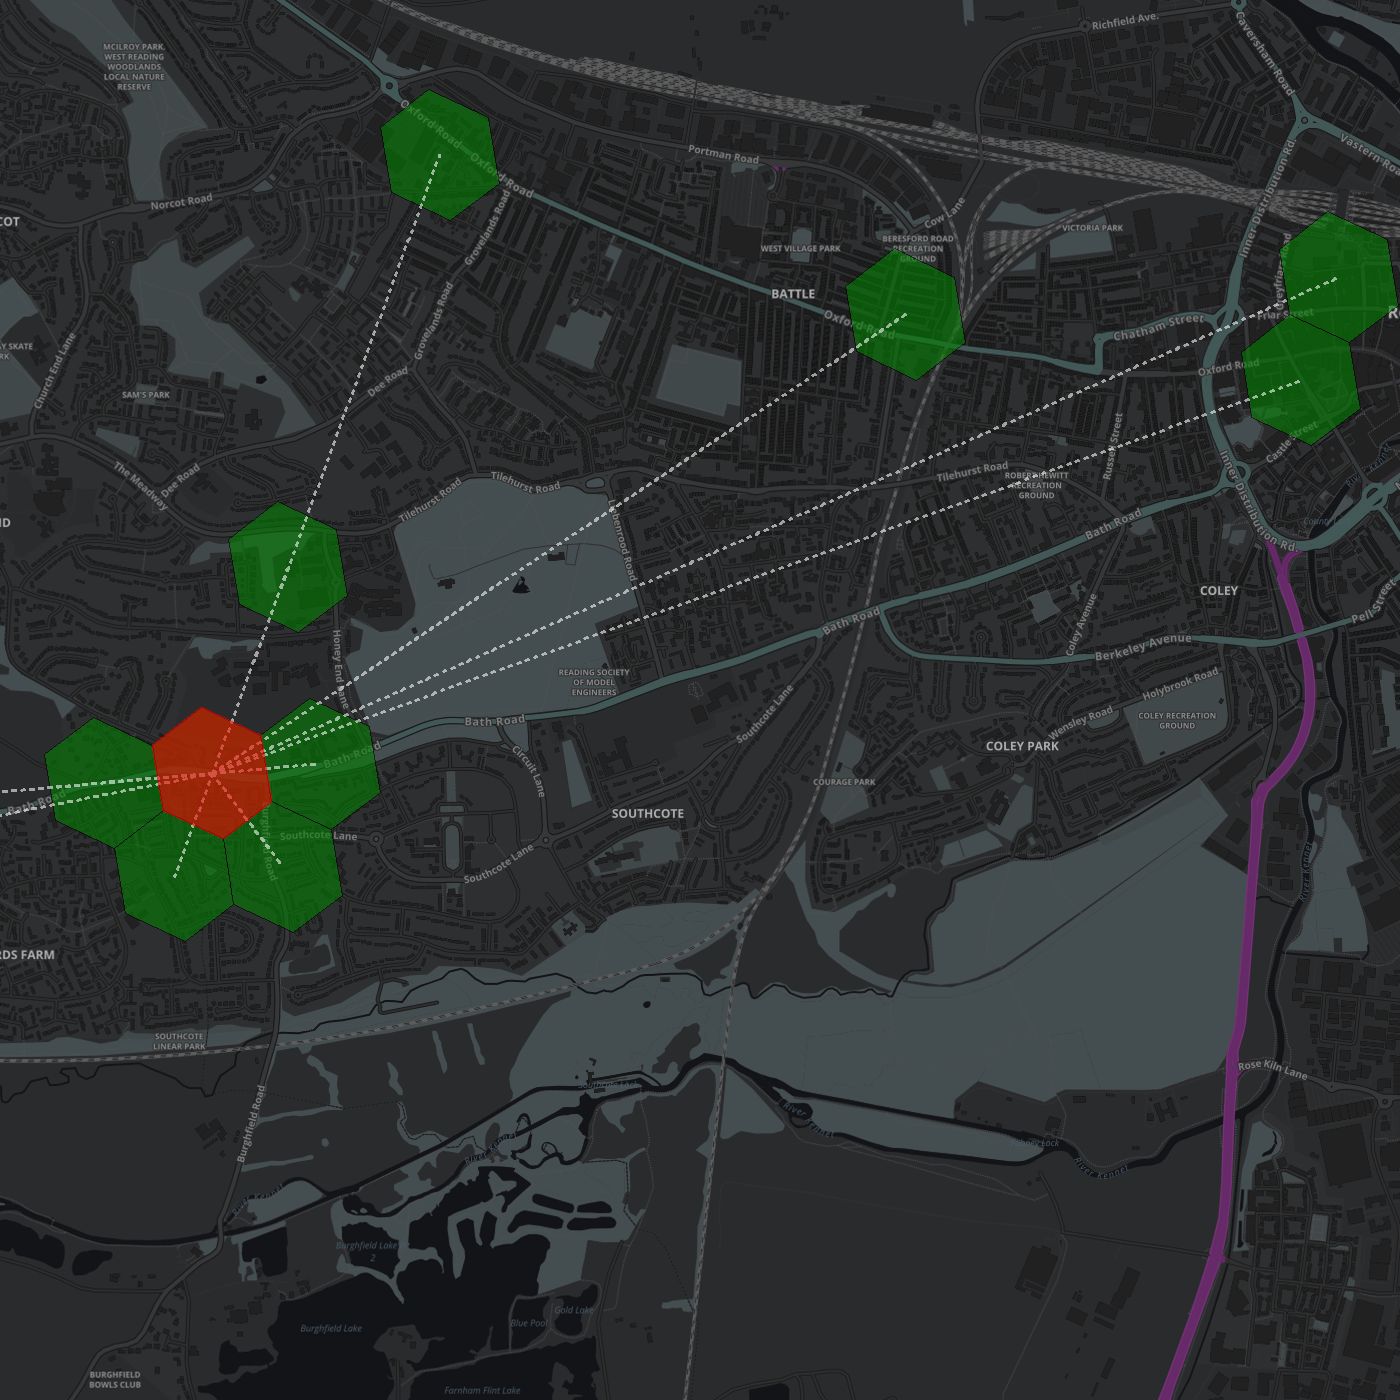 Richfield Ave.
Caversham Road
MCILROY PARK,
WEST READING
WOODLANDS
LOCAL NATURE
RESERVE
Oxford Road
Oxford Road
Portman Road
Vastern Road
Inner Distribution Rd.
Norcot Road
Grovelands Road
Cow Lane
VICTORIA PARK
BERESFORD ROAD
RECREATION
GROUND
WEST VILLAGE PARK
BATTLE
Oxford Road
Chatham Street
Friar Street
Grovelands Road
Church End Lane
Dee Road
SAM'S PARK
Oxford Road
Castle Street
Russell Street
The Meadway
Dee Road
Tilehurst Road
Tilehurst Road
Tilehurst Road
ROBERT HEWITT
RECREATION
GROUND
Liebenrood Road
Bath Road
Inner Distribution Rd.
COLEY
Pell Street
Bath Road
Coley Avenue
Berkeley Avenue
Honey End Lane
READING SOCIETY
OF MODEL
ENGINEERS
Holybrook Road
Wensley Road
COLEY RECREATION
GROUND
Southcote Lane
Bath Road
Circuit Lane
COLEY PARK
Bath Road
Bath Road
COURAGE PARK
SOUTHCOTE
Southcote Lane
Burghfield Road
Southcote Lane
River Kennet
RDS FARM
SOUTHCOTE
LINEAR PARK
Rose Kiln Lane
Burghfield Road
River Kennet
River Kennet
River Kennet
River Kennet
Burghfield Lake
2
Gold Lake
Blue Pool
Burghfield Lake
BURGHFIELD
BOWLS CLUB
Farnham Flint Lake